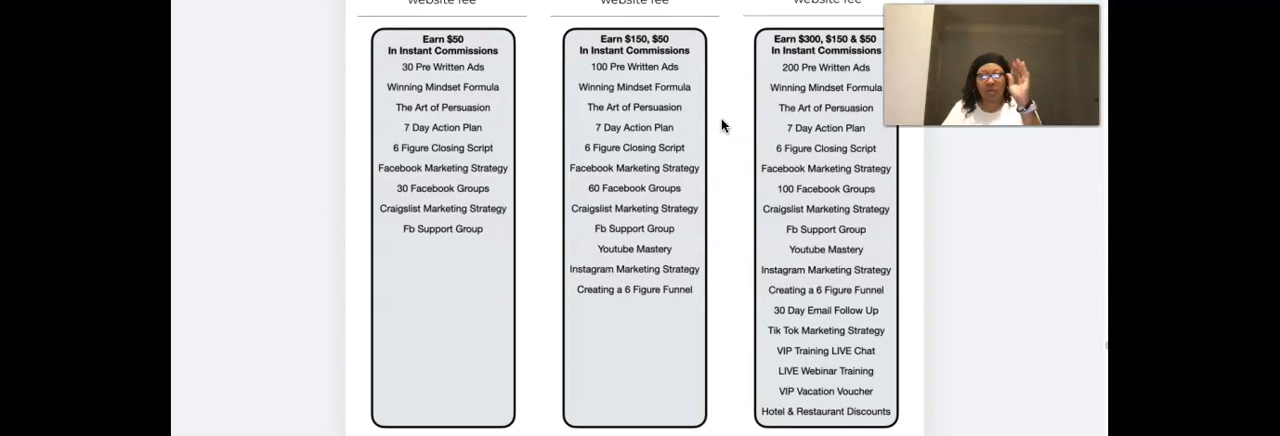 website fee
website fee
website fee
Earn $50
In Instant Commissions
30 Pre Written Ads
Winning Mindset Formula
The Art of Persuasion
7 Day Action Plan
6 Figure Closing Script
Facebook Marketing Strategy
30 Facebook Groups
Craigslist Marketing Strategy
Fb Support Group
Earn $150, $50
In Instant Commissions
100 Pre Written Ads
Winning Mindset Formula
The Art of Persuasion
7 Day Action Plan
6 Figure Closing Script
Facebook Marketing Strategy
60 Facebook Groups
Craigslist Marketing Strategy
Fb Support Group
Youtube Mastery
Instagram Marketing Strategy
Creating a 6 Figure Funnel
Earn $300, $150 & $50
In Instant Commissions
200 Pre Written Ads
Winning Mindset Formula
The Art of Persuasion
7 Day Action Plan
6 Figure Closing Script
Facebook Marketing Strategy
100 Facebook Groups
Craigslist Marketing Strategy
Fb Support Group
Youtube Mastery
Instagram Marketing Strategy
Creating a 6 Figure Funnel
30 Day Email Follow Up
Tik Tok Marketing Strategy
VIP Training LIVE Chat
LIVE Webinar Training
VIP Vacation Voucher
Hotel & Restaurant Discounts